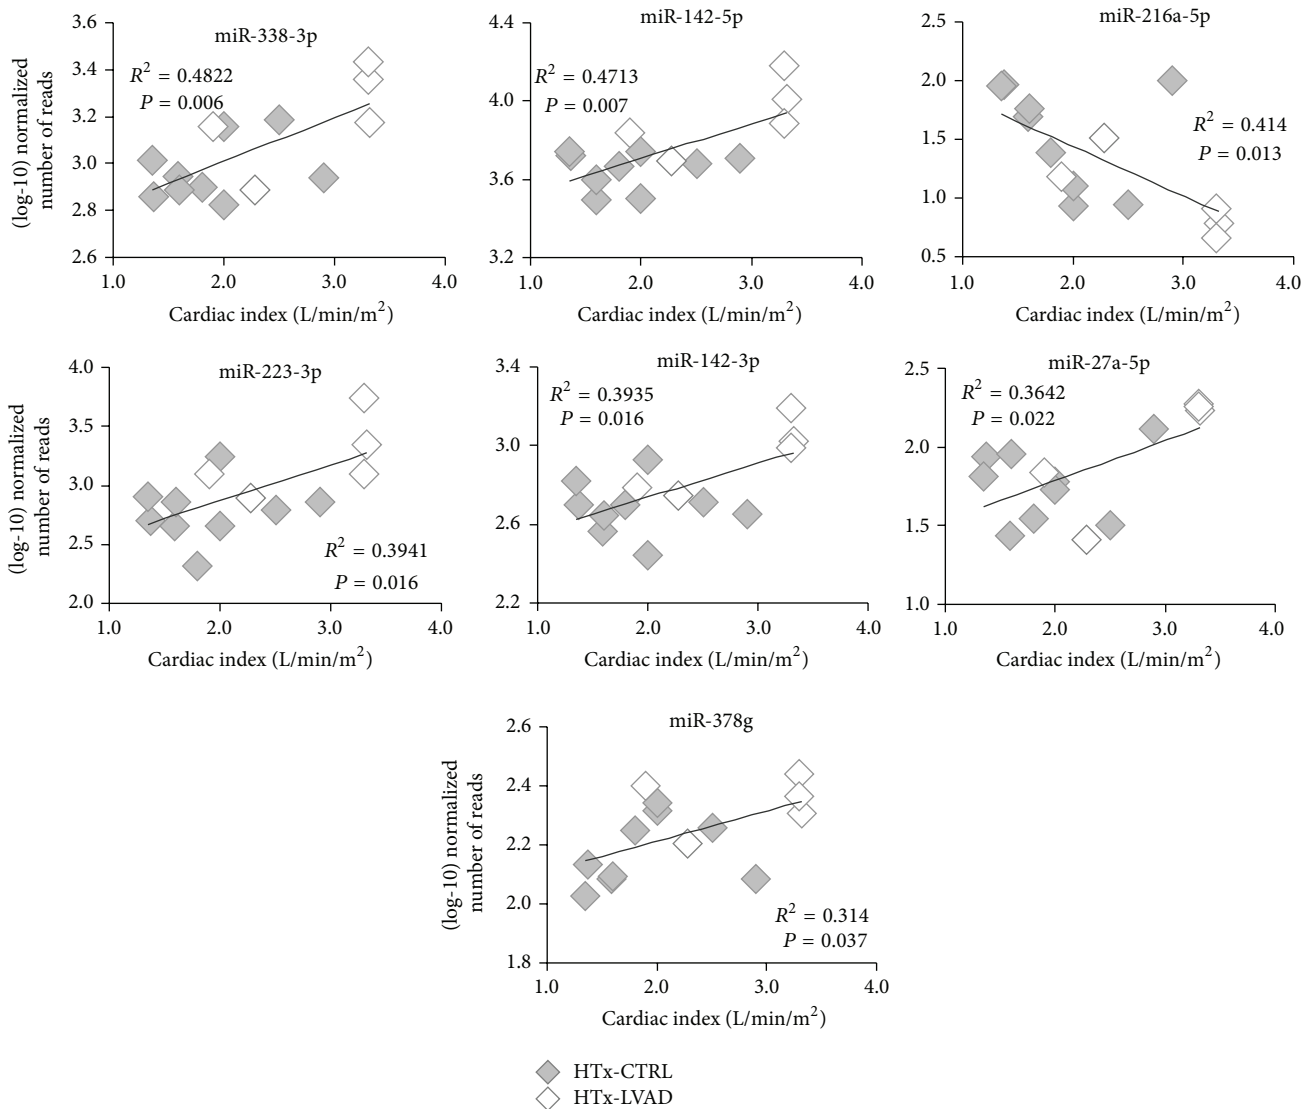 miR-338-3p
(log-10) normalized
number of reads
3.6
3.4
3.2
3.0
2.8
2.6
R² = 0.4822
P = 0.006
1.0 2.0 3.0 4.0
Cardiac index (L/min/m²)
miR-142-5p
4.4
4.0
3.6
3.2
R² = 0.4713
P = 0.007
1.0 2.0 3.0 4.0
Cardiac index (L/min/m²)
miR-216a-5p
2.5
2.0
1.5
1.0
0.5
R² = 0.414
P = 0.013
1.0 2.0 3.0 4.0
Cardiac index (L/min/m²)
miR-223-3p
(log-10) normalized
number of reads
4.0
3.5
3.0
2.5
2.0
R² = 0.3941
P = 0.016
1.0 2.0 3.0 4.0
Cardiac index (L/min/m²)
miR-142-3p
3.4
3.0
2.6
2.2
R² = 0.3935
P = 0.016
1.0 2.0 3.0 4.0
Cardiac index (L/min/m²)
miR-27a-5p
2.5
2.0
1.5
1.0
R² = 0.3642
P = 0.022
1.0 2.0 3.0 4.0
Cardiac index (L/min/m²)
miR-378g
(log-10) normalized
number of reads
2.6
2.4
2.2
2.0
1.8
R² = 0.314
P = 0.037
1.0 2.0 3.0 4.0
Cardiac index (L/min/m²)
HTx-CTRL
HTx-LVAD